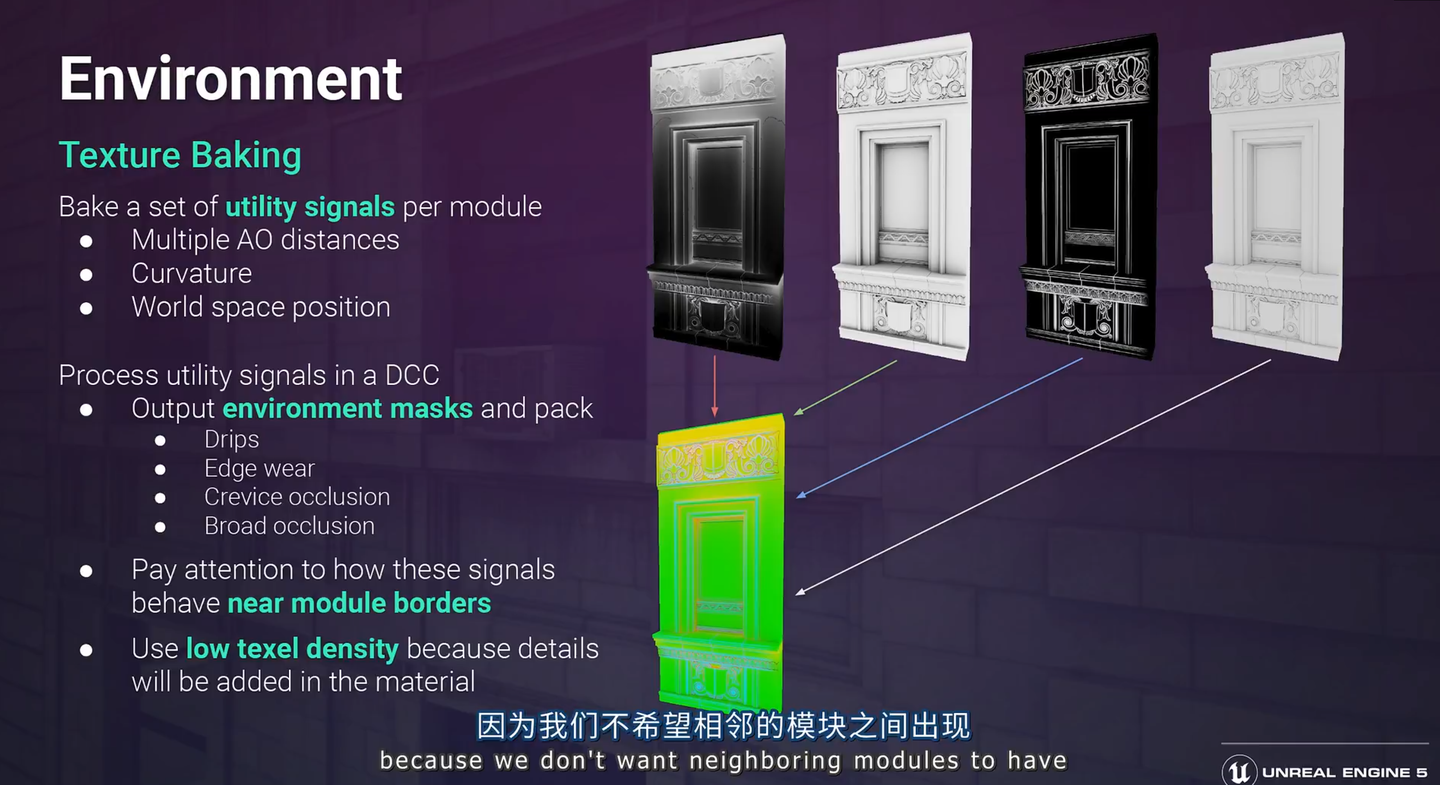 Environment
Texture Baking
Bake a set of utility signals per module
● Multiple AO distances
● Curvature
● World space position
Process utility signals in a DCC
● Output environment masks and pack
● Drips
● Edge wear
● Crevice occlusion
● Broad occlusion
● Pay attention to how these signals
behave near module borders
● Use low texel density because details
will be added in the material
因为我们不希望相邻的模块之间出现
because we don't want neighboring modules to have
UNREAL ENGINE 5